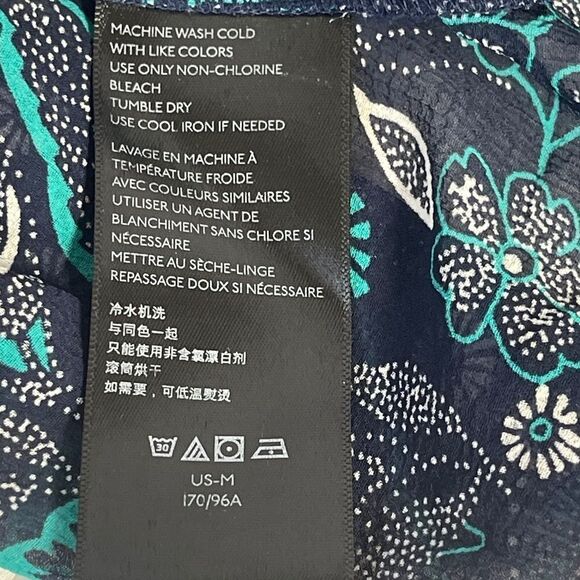 MACHINE WASH COLD
WITH LIKE COLORS
USE ONLY NON-CHLORINE
BLEACH
TUMBLE DRY
USE COOL IRON IF NEEDED
LAVAGE EN MACHINE À
TEMPÉRATURE FROIDE
AVEC COULEURS SIMILAIRES
UTILISER UN AGENT DE
BLANCHIMENT SANS CHLORE SI
NÉCESSAIRE
METTRE AU SÈCHE-LINGE
REPASSAGE DOUX SI NÉCESSAIRE
冷水机洗
与同色一起
只能使用非含氯漂白剂
滚筒烘干
如需要，可低温熨烫
30
US-M
170/96A